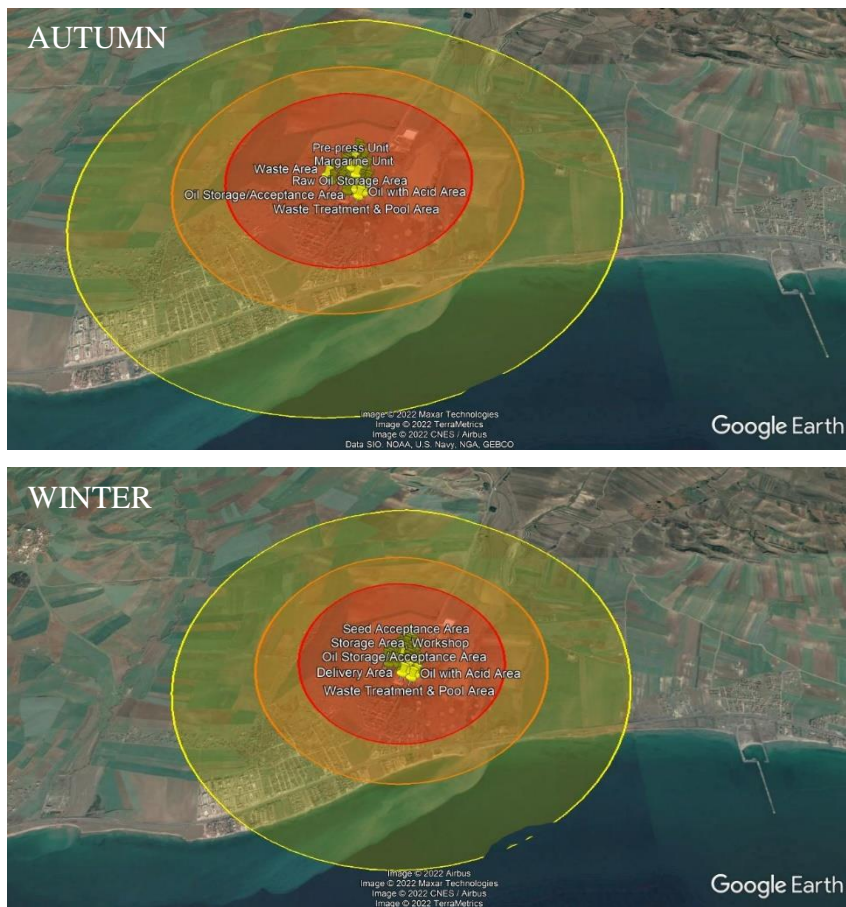 AUTUMN
Pre-press Unit
Margarine Unit
Waste Area
Raw Oil Storage Area
Oil Storage/Acceptance Area
Oil with Acid Area
Waste Treatment & Pool Area
Image © 2022 Maxar Technologies
Image © 2022 TerraMetrics
Image © 2022 CNES / Airbus
Data SIO, NOAA, U.S. Navy, NGA, GEBCO
Google Earth
WINTER
Seed Acceptance Area
Storage Area Workshop
Oil Storage/Acceptance Area
Delivery Area
Oil with Acid Area
Waste Treatment & Pool Area
Image © 2022 Airbus
Image © 2022 Maxar Technologies
Image © 2022 CNES / Airbus
Image © 2022 TerraMetrics
Google Earth